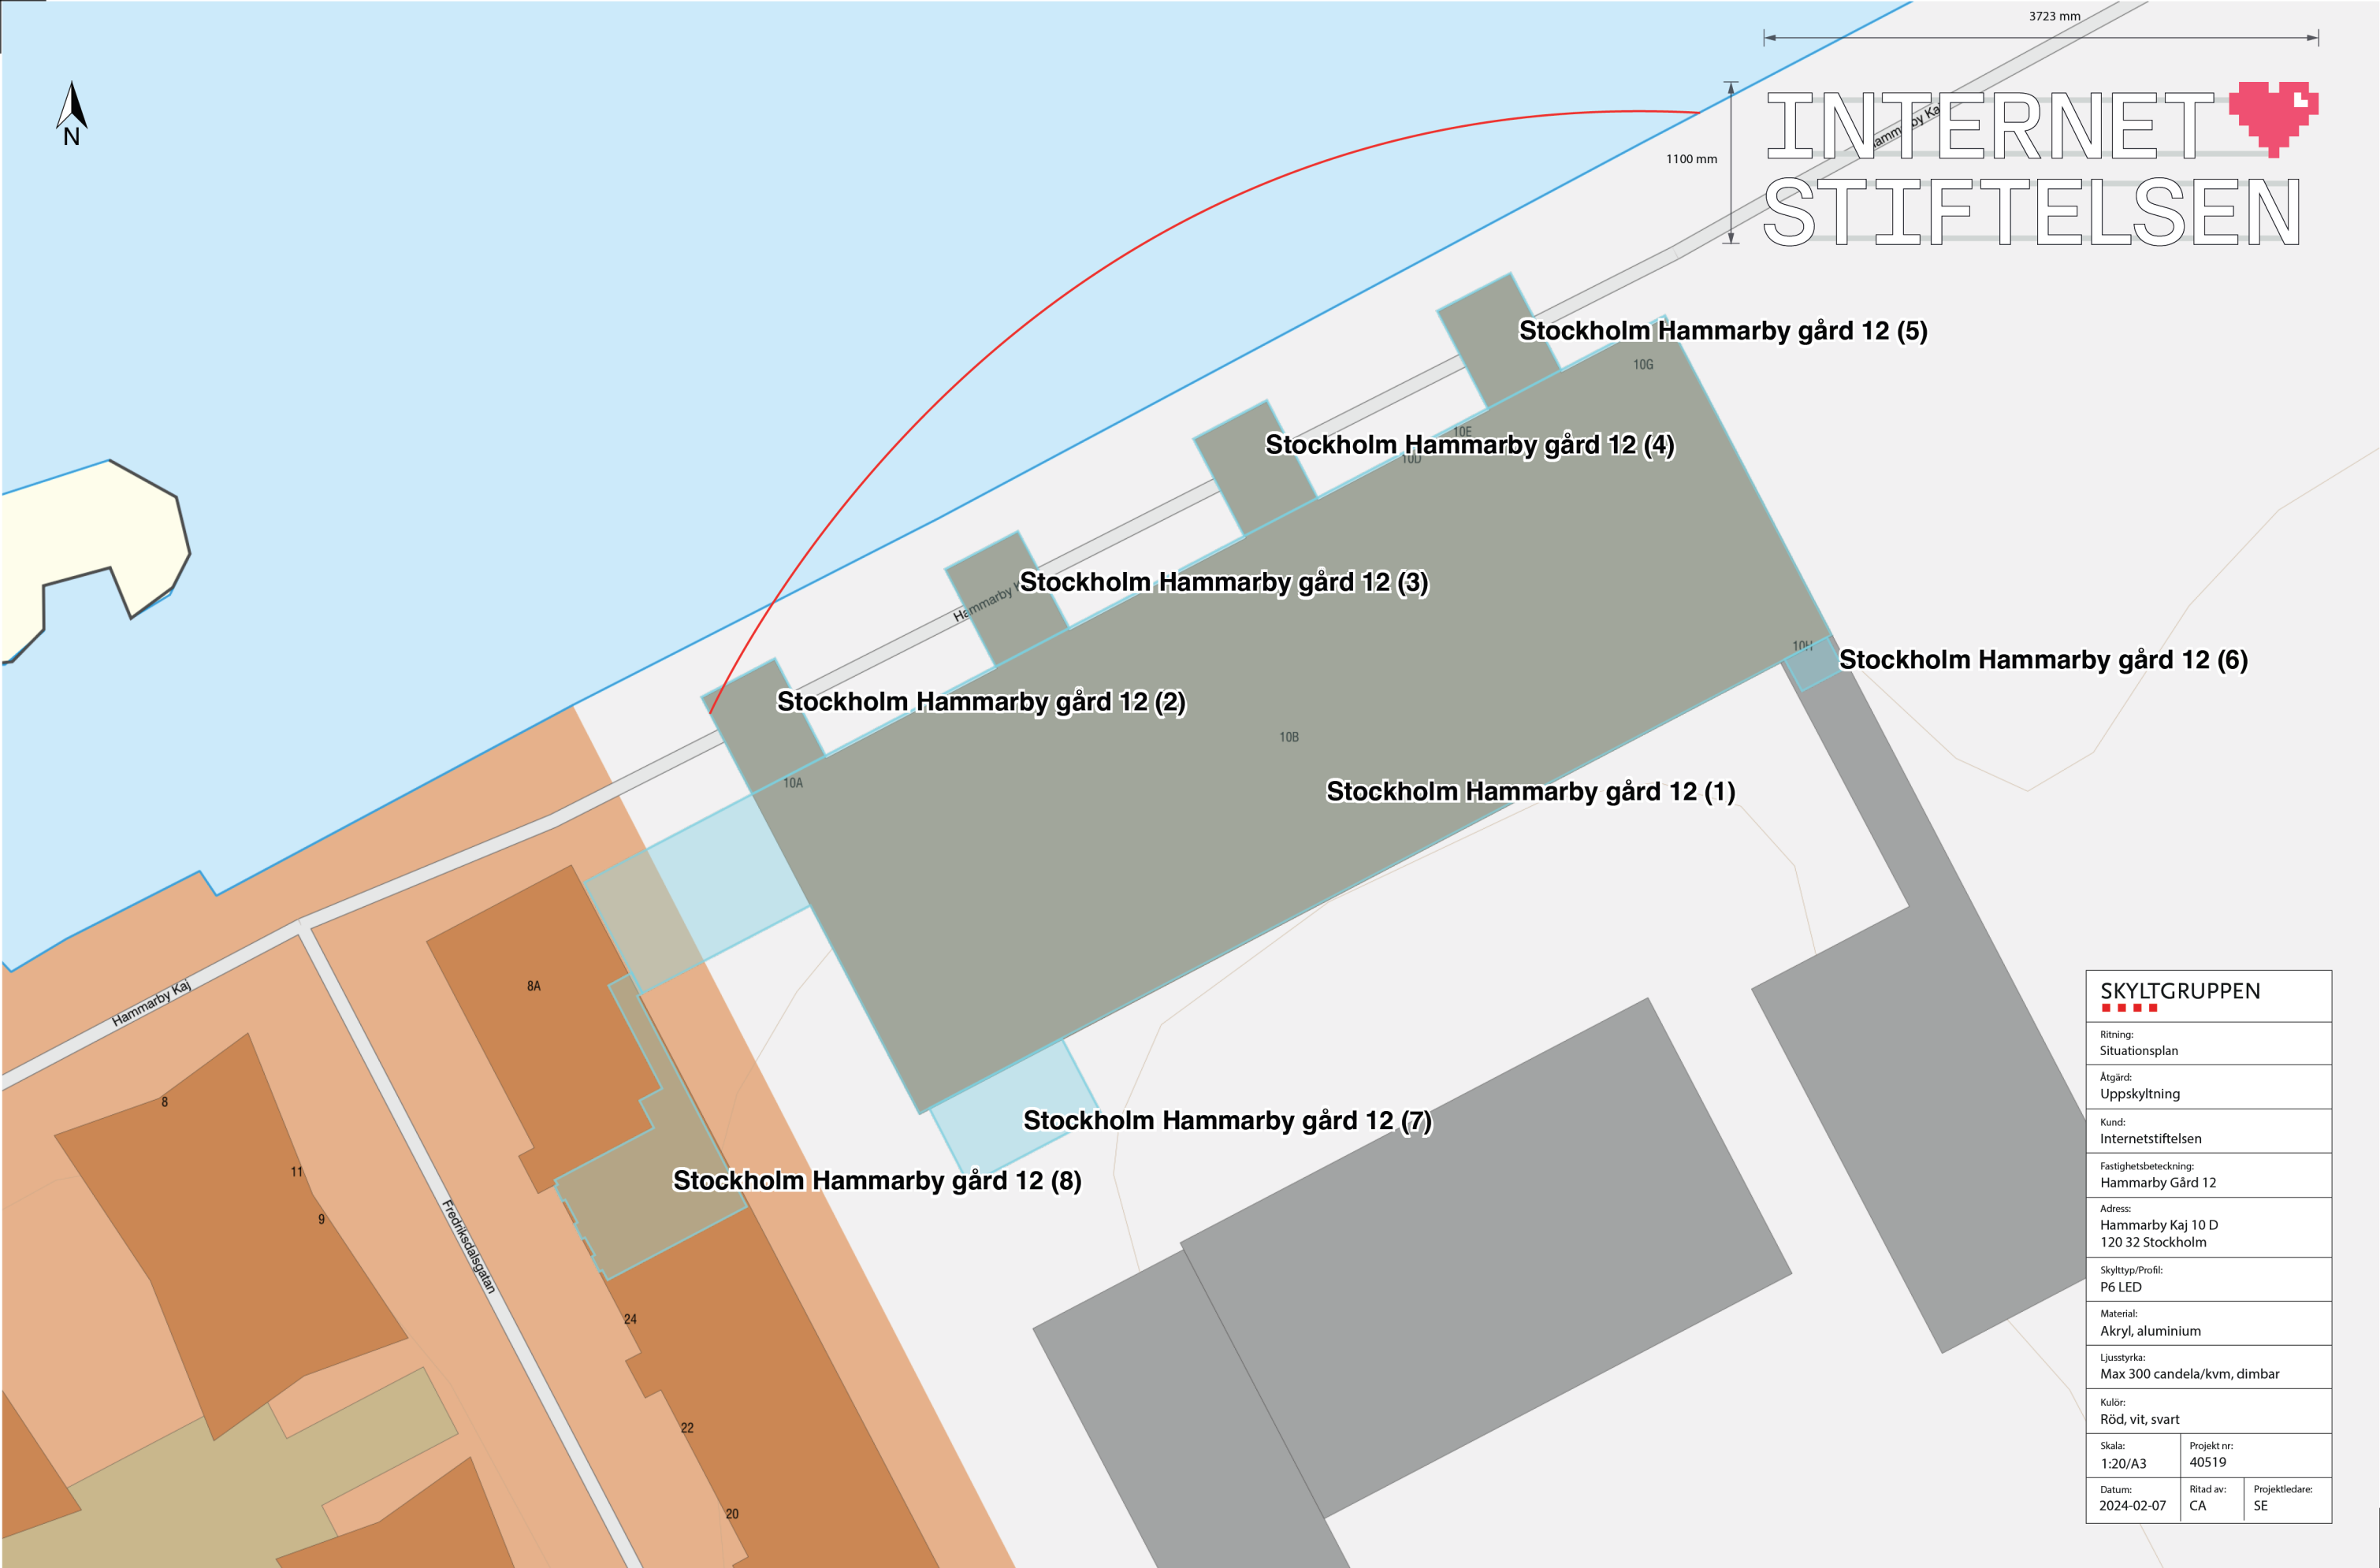 3723 mm
N
INTERNET
Hammarby Kaj
1100 mm
STIFTELSEN
Stockholm Hammarby gård 12 (5)
10G
10E
Stockholm Hammarby gård 12 (4)
10D
Stockholm Hammarby gård 12 (3)
Hammarby
10H
Stockholm Hammarby gård 12 (6)
Stockholm Hammarby gård 12 (2)
10B
10A
Stockholm Hammarby gård 12 (1)
8A
Hammarby Kaj
8
Stockholm Hammarby gård 12 (7)
11
Stockholm Hammarby gård 12 (8)
9
Fredriksdalsgatan
24
22
20
SKYLTGRUPPEN
Ritning:
Situationsplan
Åtgärd:
Uppskyltning
Kund:
Internetstiftelsen
Fastighetsbeteckning:
Hammarby Gård 12
Adress:
Hammarby Kaj 10 D
120 32 Stockholm
Skylttyp/Profil:
P6 LED
Material:
Akryl, aluminium
Ljusstyrka:
Max 300 candela/kvm, dimbar
Kulör:
Röd, vit, svart
Skala:
1:20/A3
Projekt nr:
40519
Datum:
2024-02-07
Ritad av:
CA
Projektledare:
SE